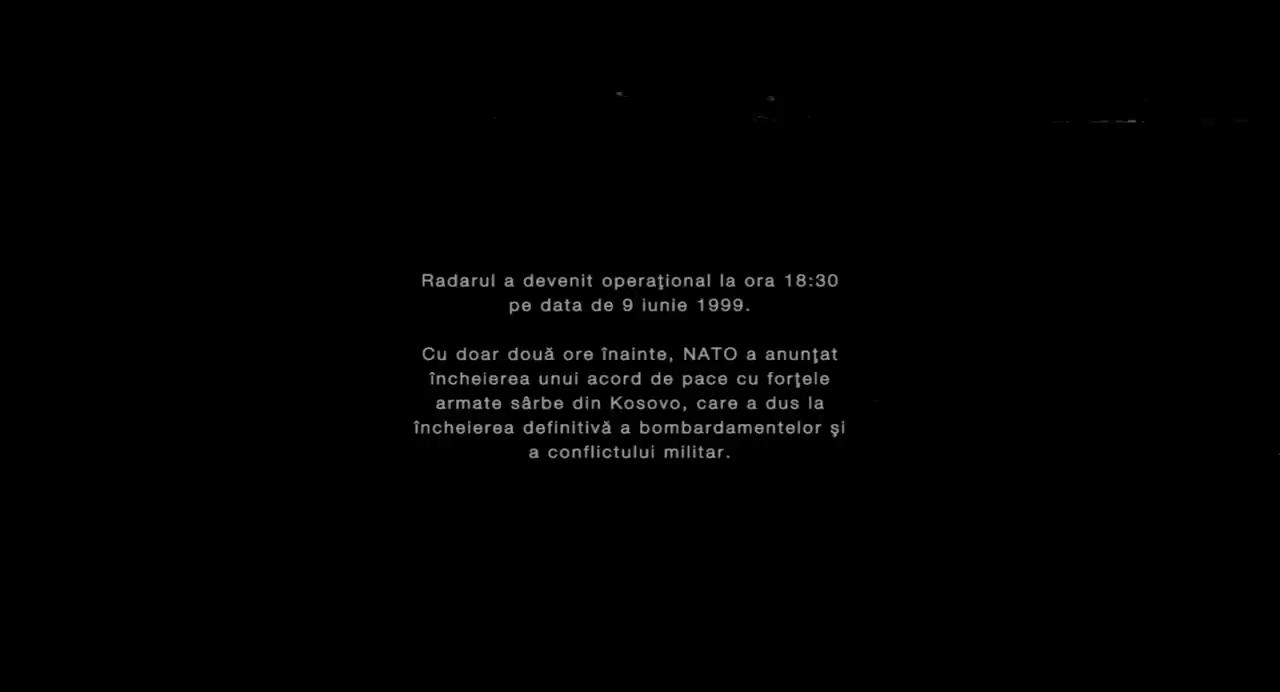 Radarul a devenit operaţional la ora 18:30
pe data de 9 iunie 1999.
Cu doar două ore înainte, NATO a anunţat
încheierea unui acord de pace cu forţele
armate sârbe din Kosovo, care a dus la
încheierea definitivă a bombardamentelor şi
a conflictului militar.